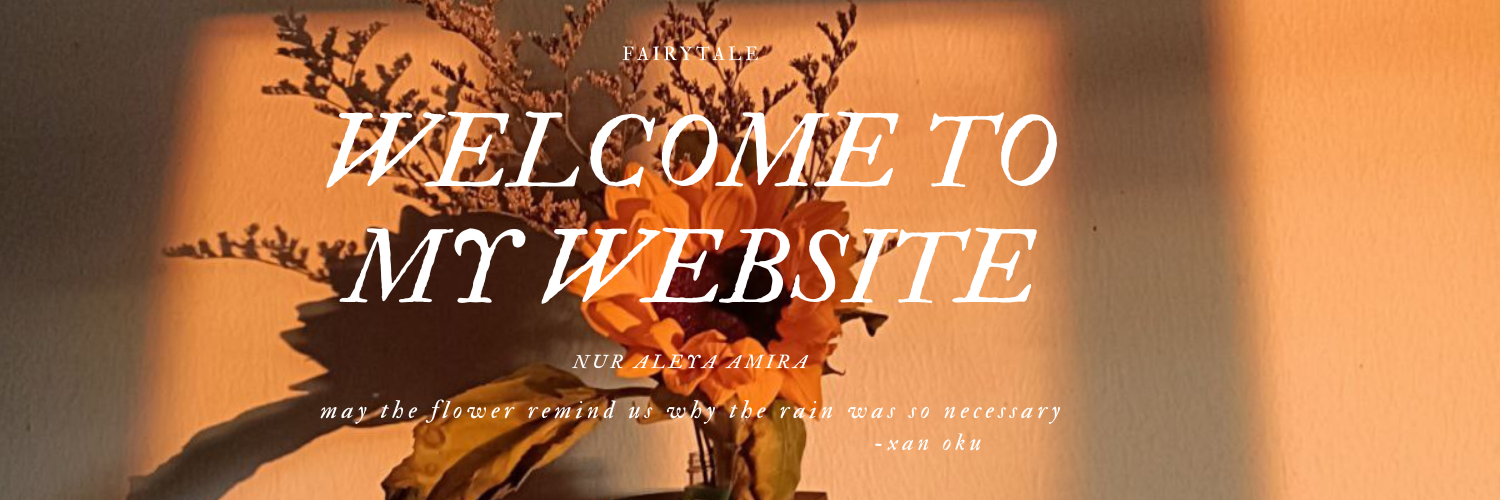 FAIRYTALE
WELCOME TO
MY WEBSITE
NUR ALEYA AMIRA
may the flower remind us why the rain was so necessary
-xan oku